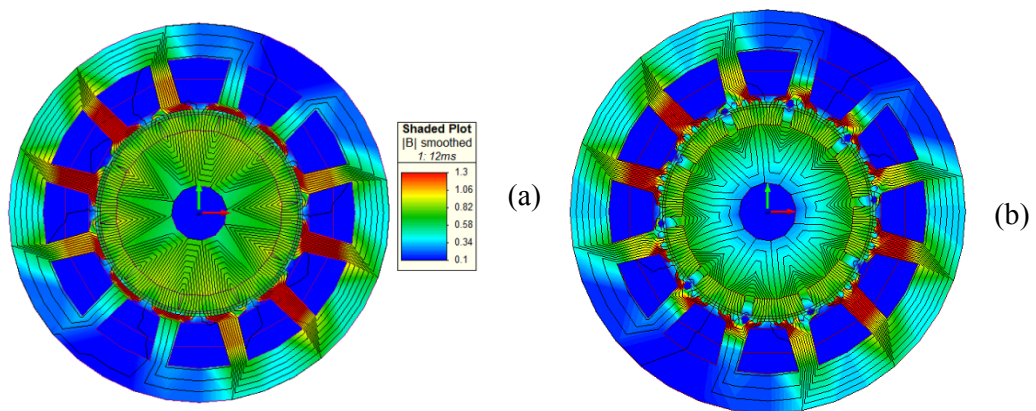 Shaded Plot
|B| smoothed
1: 12ms
1.3
1.06
0.82
0.58
0.34
0.1
(a)
(b)